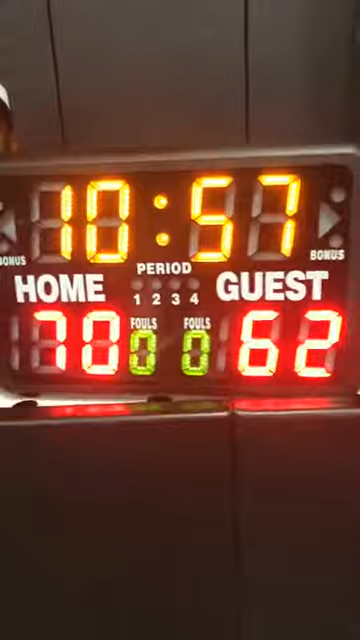 10:57
BONUS BONUS
PERIOD
HOME GUEST
1 2 3 4
FOULS FOULS
70 0 0 62